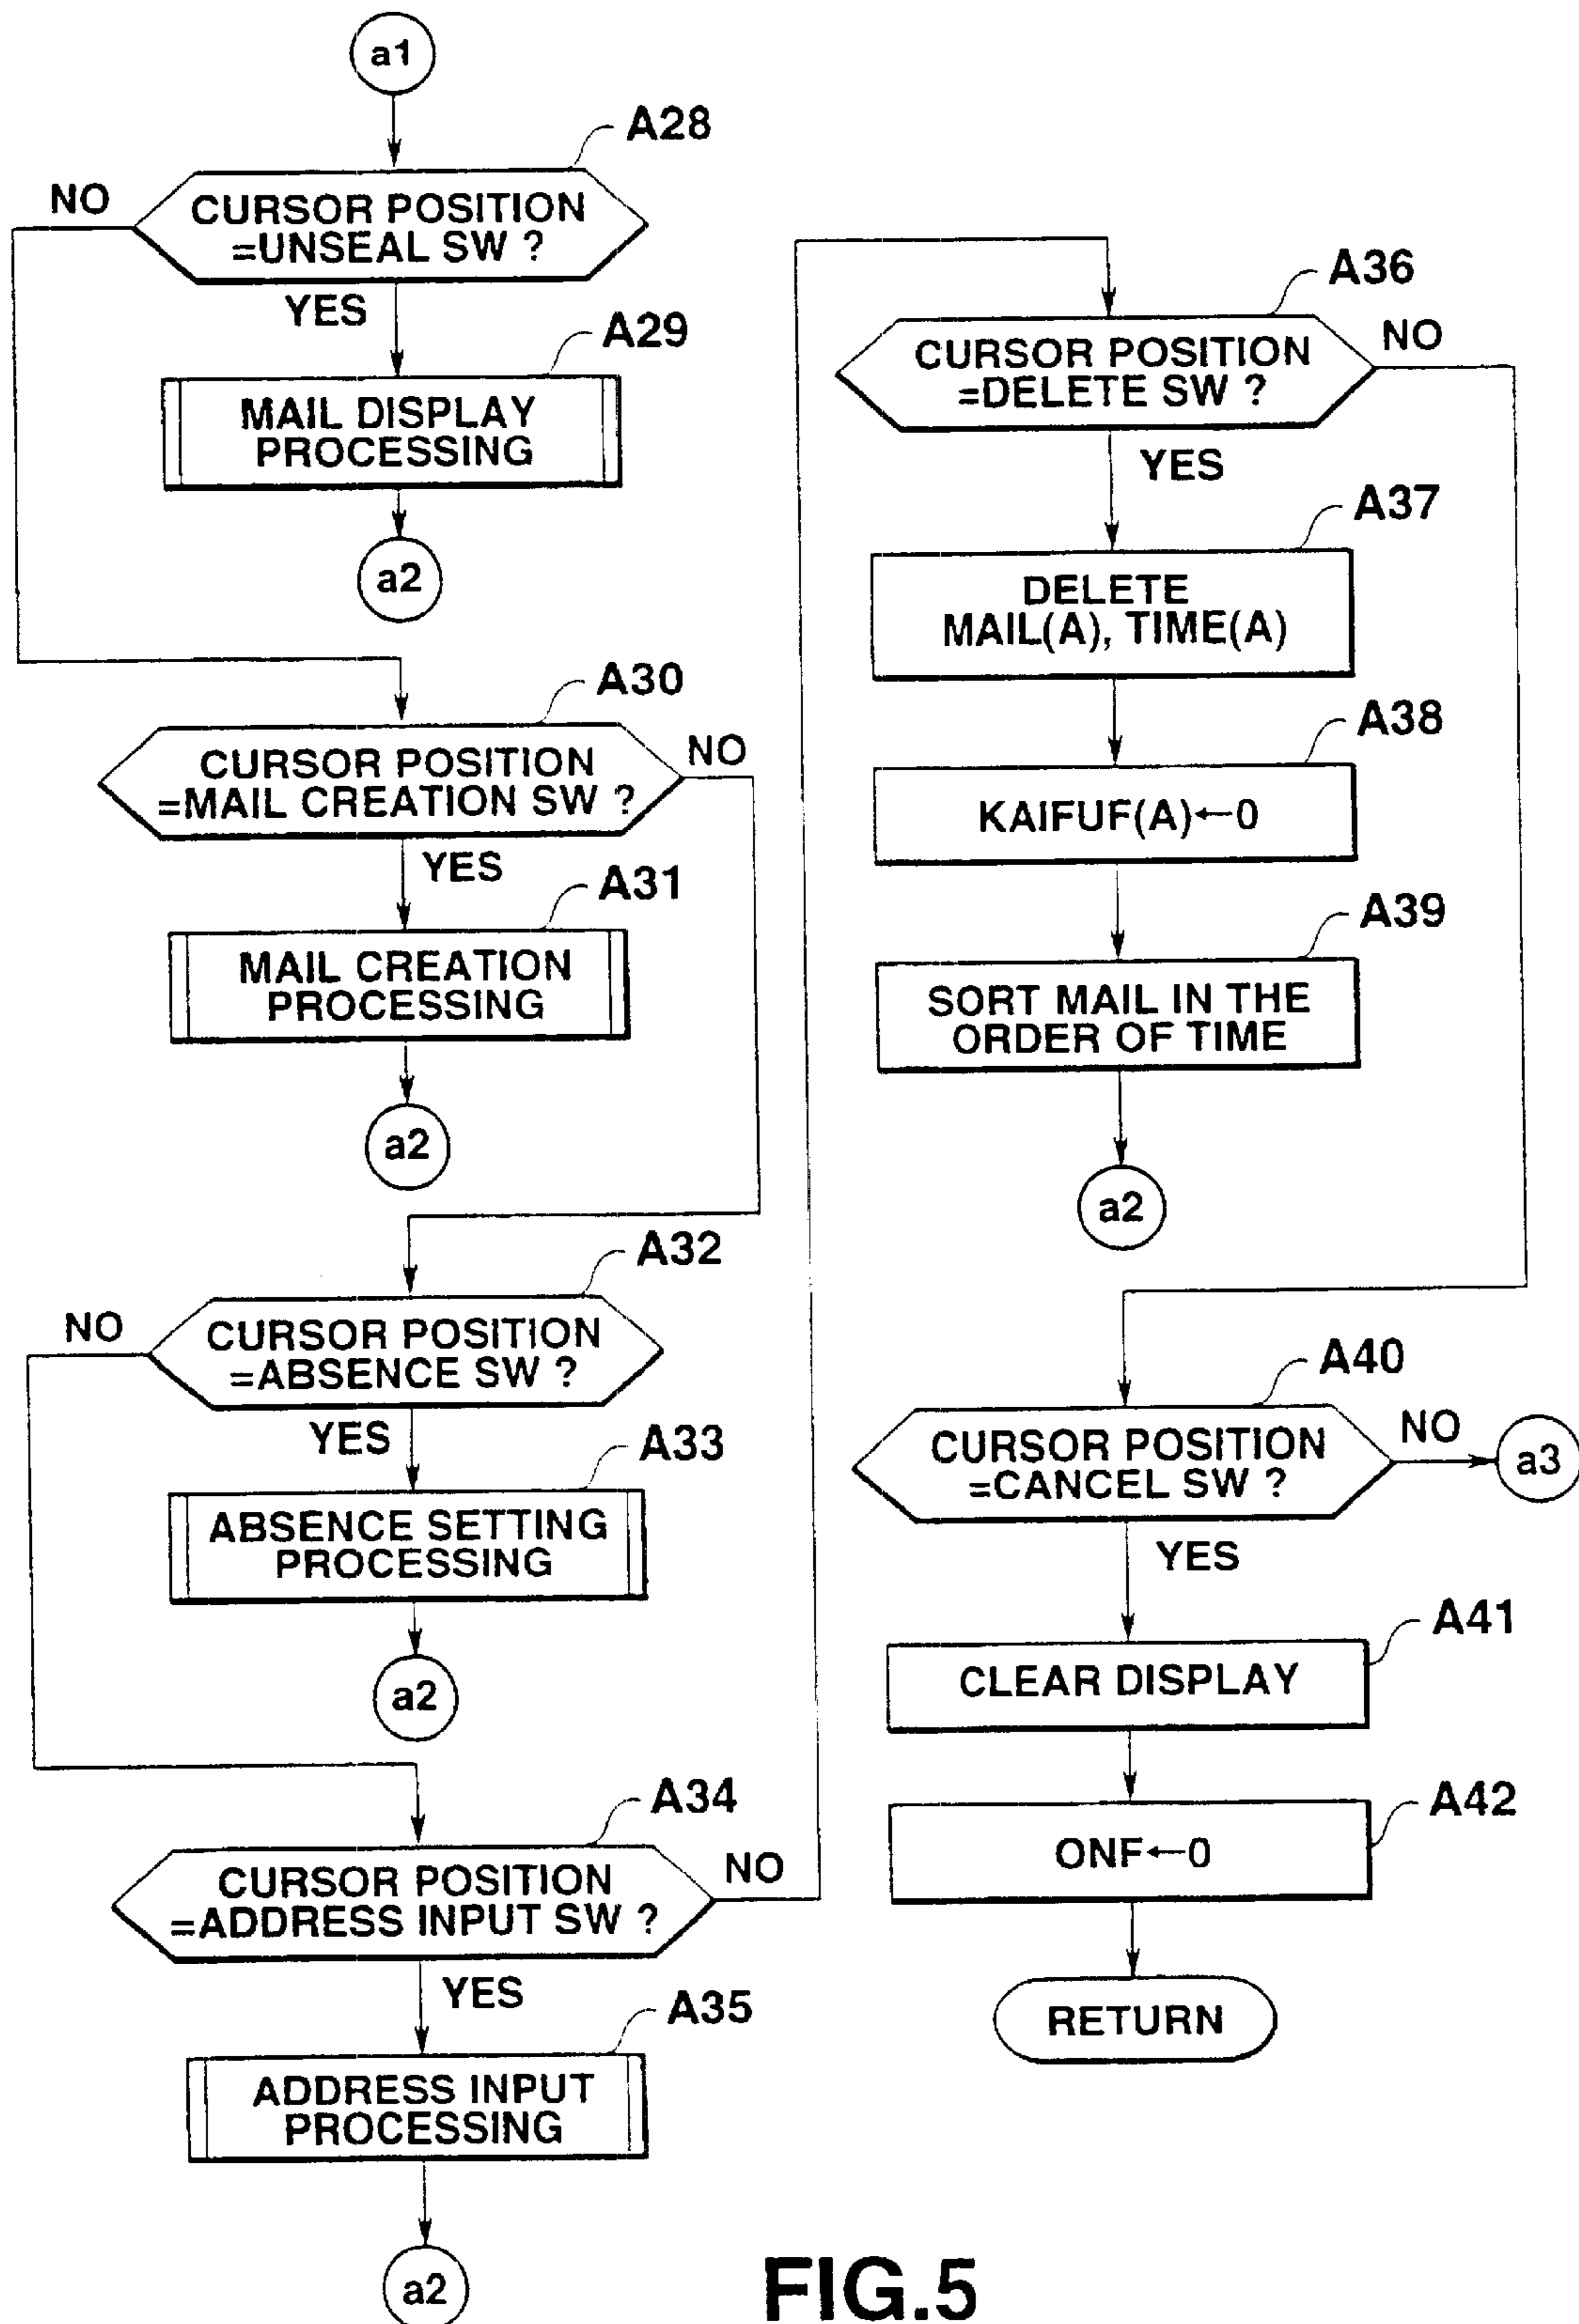 a1
A28
NO
CURSOR POSITION
=UNSEAL SW ?
YES
A29
MAIL DISPLAY
PROCESSING
a2
A30
CURSOR POSITION
=MAIL CREATION SW ?
NO
YES
A31
MAIL CREATION
PROCESSING
a2
A32
NO
CURSOR POSITION
=ABSENCE SW ?
YES
A33
ABSENCE SETTING
PROCESSING
a2
A34
CURSOR POSITION
=ADDRESS INPUT SW ?
NO
YES
A35
ADDRESS INPUT
PROCESSING
a2
A36
CURSOR POSITION
=DELETE SW ?
NO
YES
A37
DELETE
MAIL(A), TIME(A)
A38
KAIFUF(A)←0
A39
SORT MAIL IN THE
ORDER OF TIME
a2
A40
CURSOR POSITION
=CANCEL SW ?
NO
a3
YES
A41
CLEAR DISPLAY
A42
ONF←0
RETURN
FIG.5